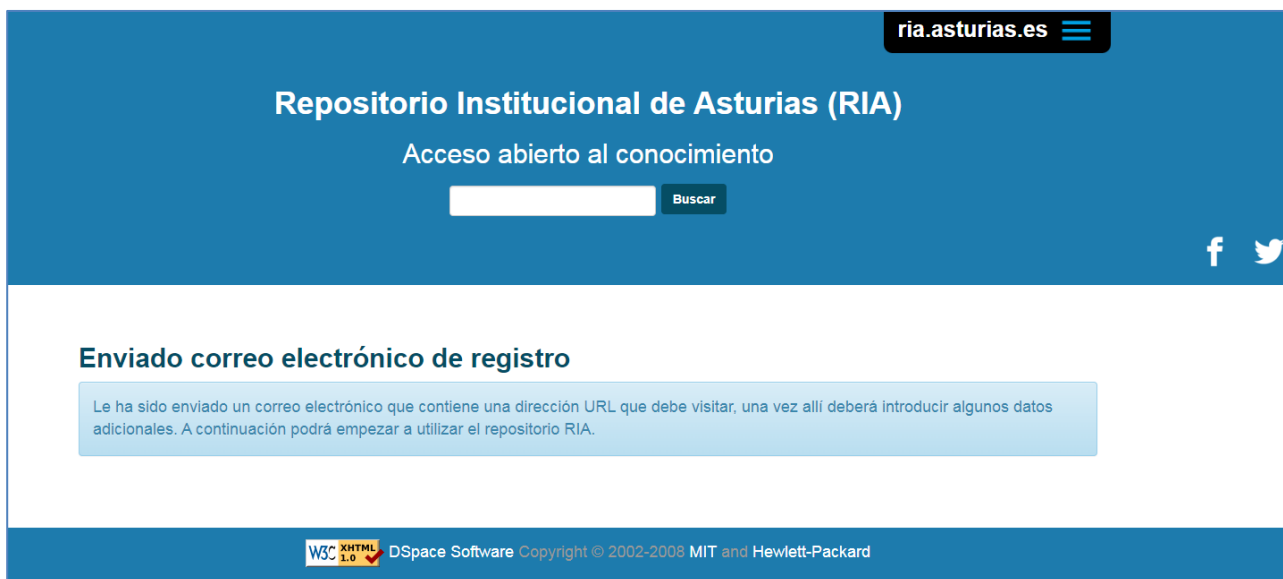 ria.asturias.es
Repositorio Institucional de Asturias (RIA)
Acceso abierto al conocimiento
Buscar
f
Enviado correo electrónico de registro
Le ha sido enviado un correo electrónico que contiene una dirección URL que debe visitar, una vez allí deberá introducir algunos datos
adicionales. A continuación podrá empezar a utilizar el repositorio RIA.
W3C XHTML 1.0 DSpace Software Copyright © 2002-2008 MIT and Hewlett-Packard